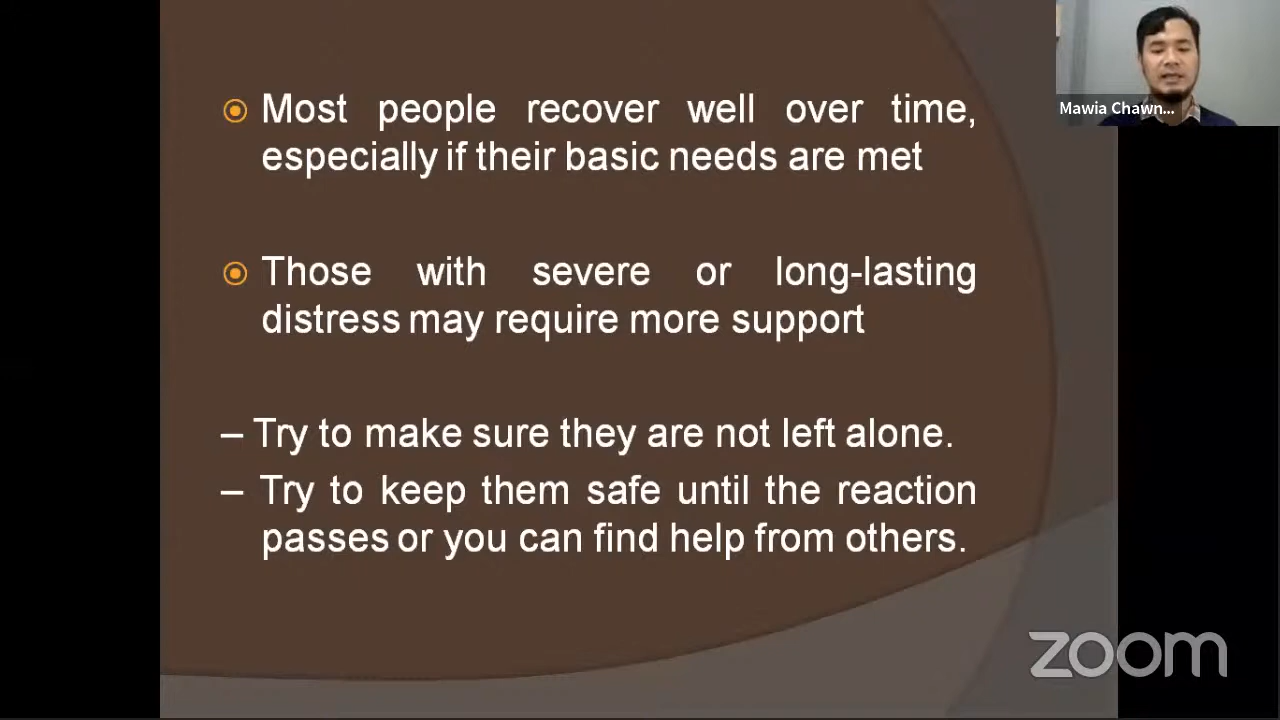 Most people recover well over time,
especially if their basic needs are met
Those with severe or long-lasting
distress may require more support
– Try to make sure they are not left alone.
– Try to keep them safe until the reaction
passes or you can find help from others.
Mawia Chawn...
zoom